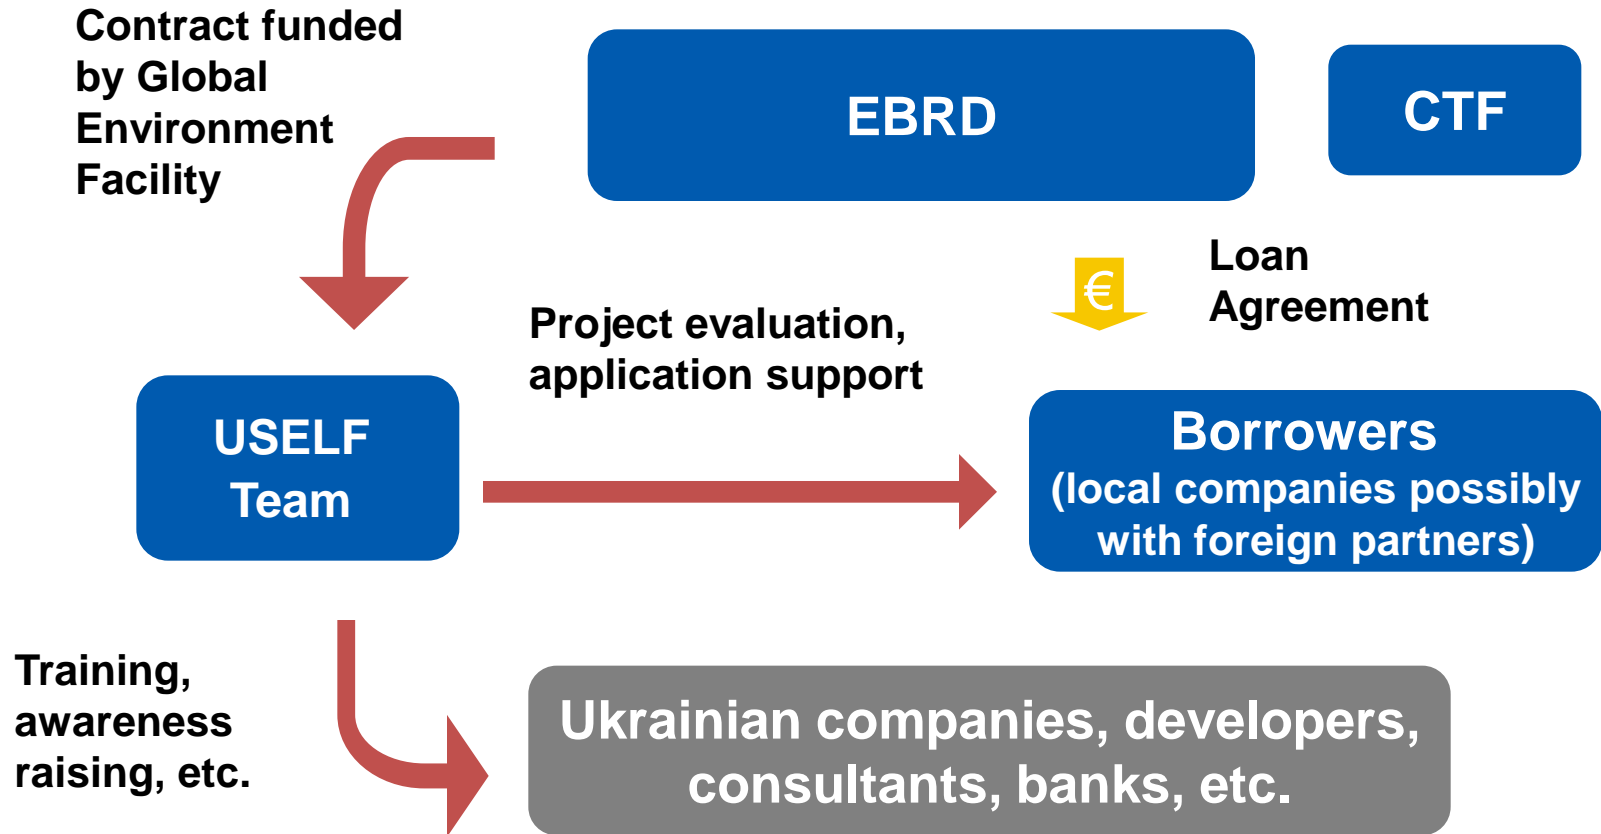 Contract funded
by Global
Environment
Facility
EBRD
CTF
€
Loan
Agreement
Project evaluation,
application support
USELF
Team
Borrowers
(local companies possibly
with foreign partners)
Training,
awareness
raising, etc.
Ukrainian companies, developers,
consultants, banks, etc.